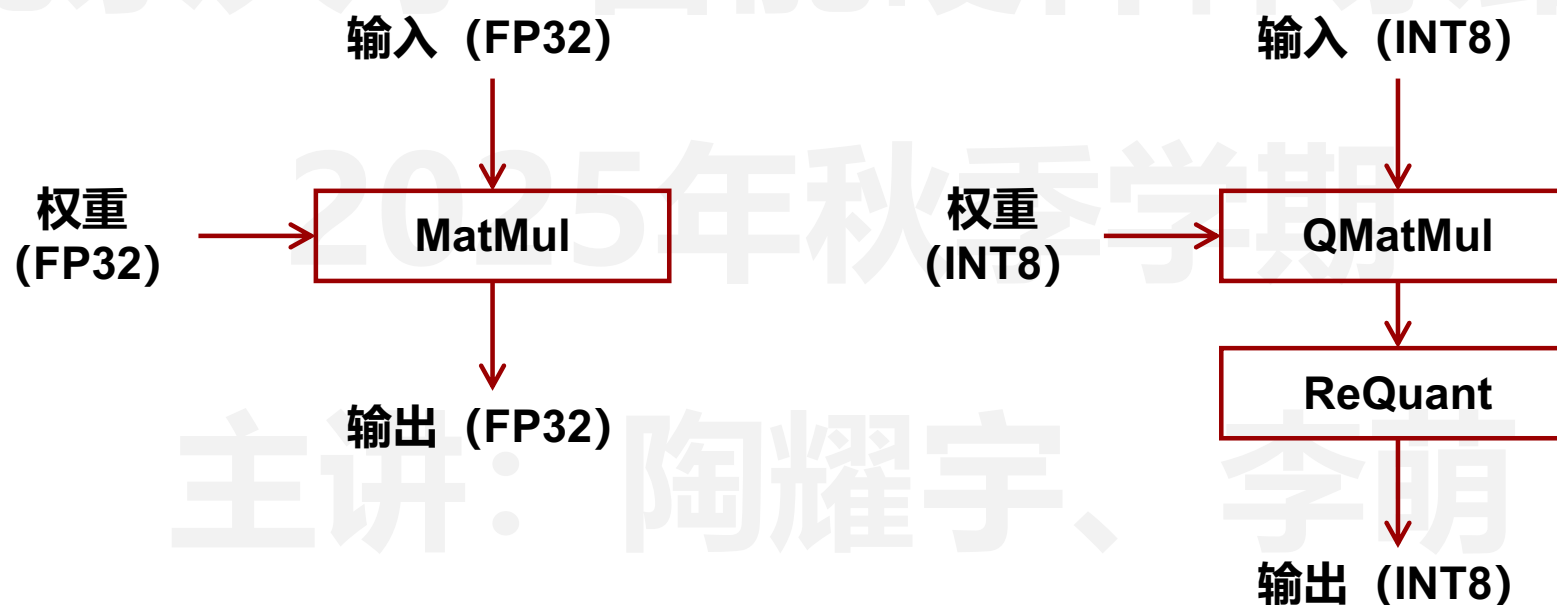 输入（FP32）
权重
(FP32)
MatMul
输出（FP32）
输入（INT8）
权重
(INT8)
QMatMul
ReQuant
输出（INT8）
2025年秋季学期
主讲：陶耀宇、李萌